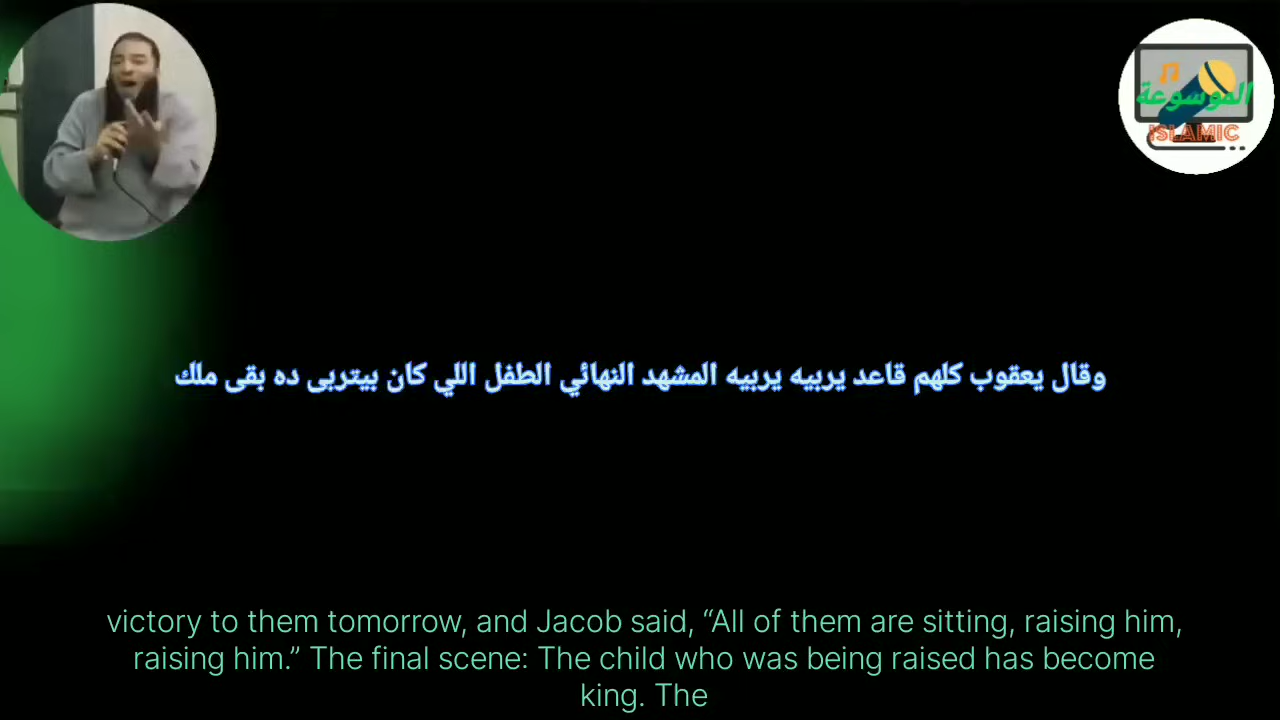 الموسوعة
ISLAMIC
وقال يعقوب كلهم قاعد يربيه يربيه المشهد النهائي الطفل اللي كان بيتربى ده بقى ملك
victory to them tomorrow, and Jacob said, “All of them are sitting, raising him,
raising him.” The final scene: The child who was being raised has become
king. The